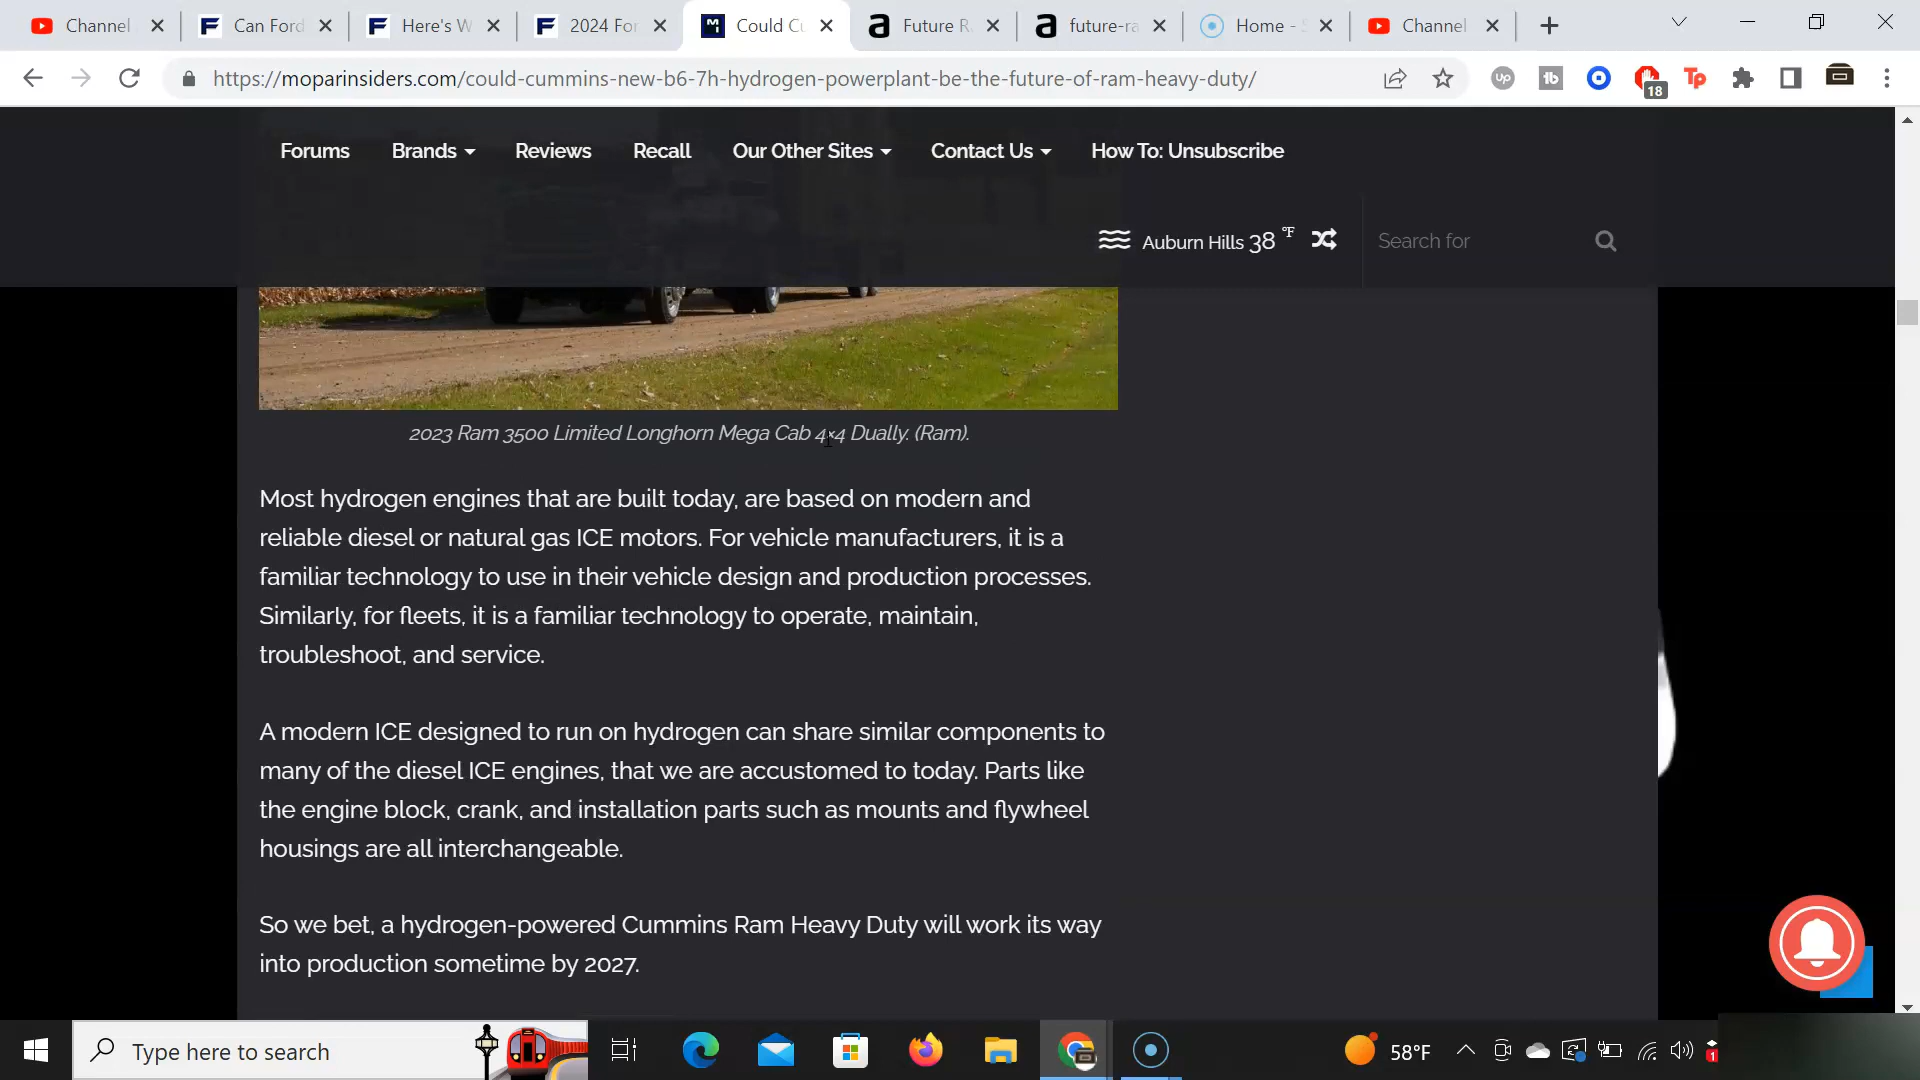 Channel
Can Ford
Here's W
2024 For
Could Cu
Future R
future-ra
Home - S
Channel
https://moparinsiders.com/could-cummins-new-b6-7h-hydrogen-powerplant-be-the-future-of-ram-heavy-duty/
Up
tb
18
Tp
Forums
Brands
Reviews
Recall
Our Other Sites
Contact Us
How To: Unsubscribe
Auburn Hills 38 °F
Search for
2023 Ram 3500 Limited Longhorn Mega Cab 4x4 Dually. (Ram).
Most hydrogen engines that are built today, are based on modern and
reliable diesel or natural gas ICE motors. For vehicle manufacturers, it is a
familiar technology to use in their vehicle design and production processes.
Similarly, for fleets, it is a familiar technology to operate, maintain,
troubleshoot, and service.
A modern ICE designed to run on hydrogen can share similar components to
many of the diesel ICE engines, that we are accustomed to today. Parts like
the engine block, crank, and installation parts such as mounts and flywheel
housings are all interchangeable.
So we bet, a hydrogen-powered Cummins Ram Heavy Duty will work its way
into production sometime by 2027.
Type here to search
58°F
1